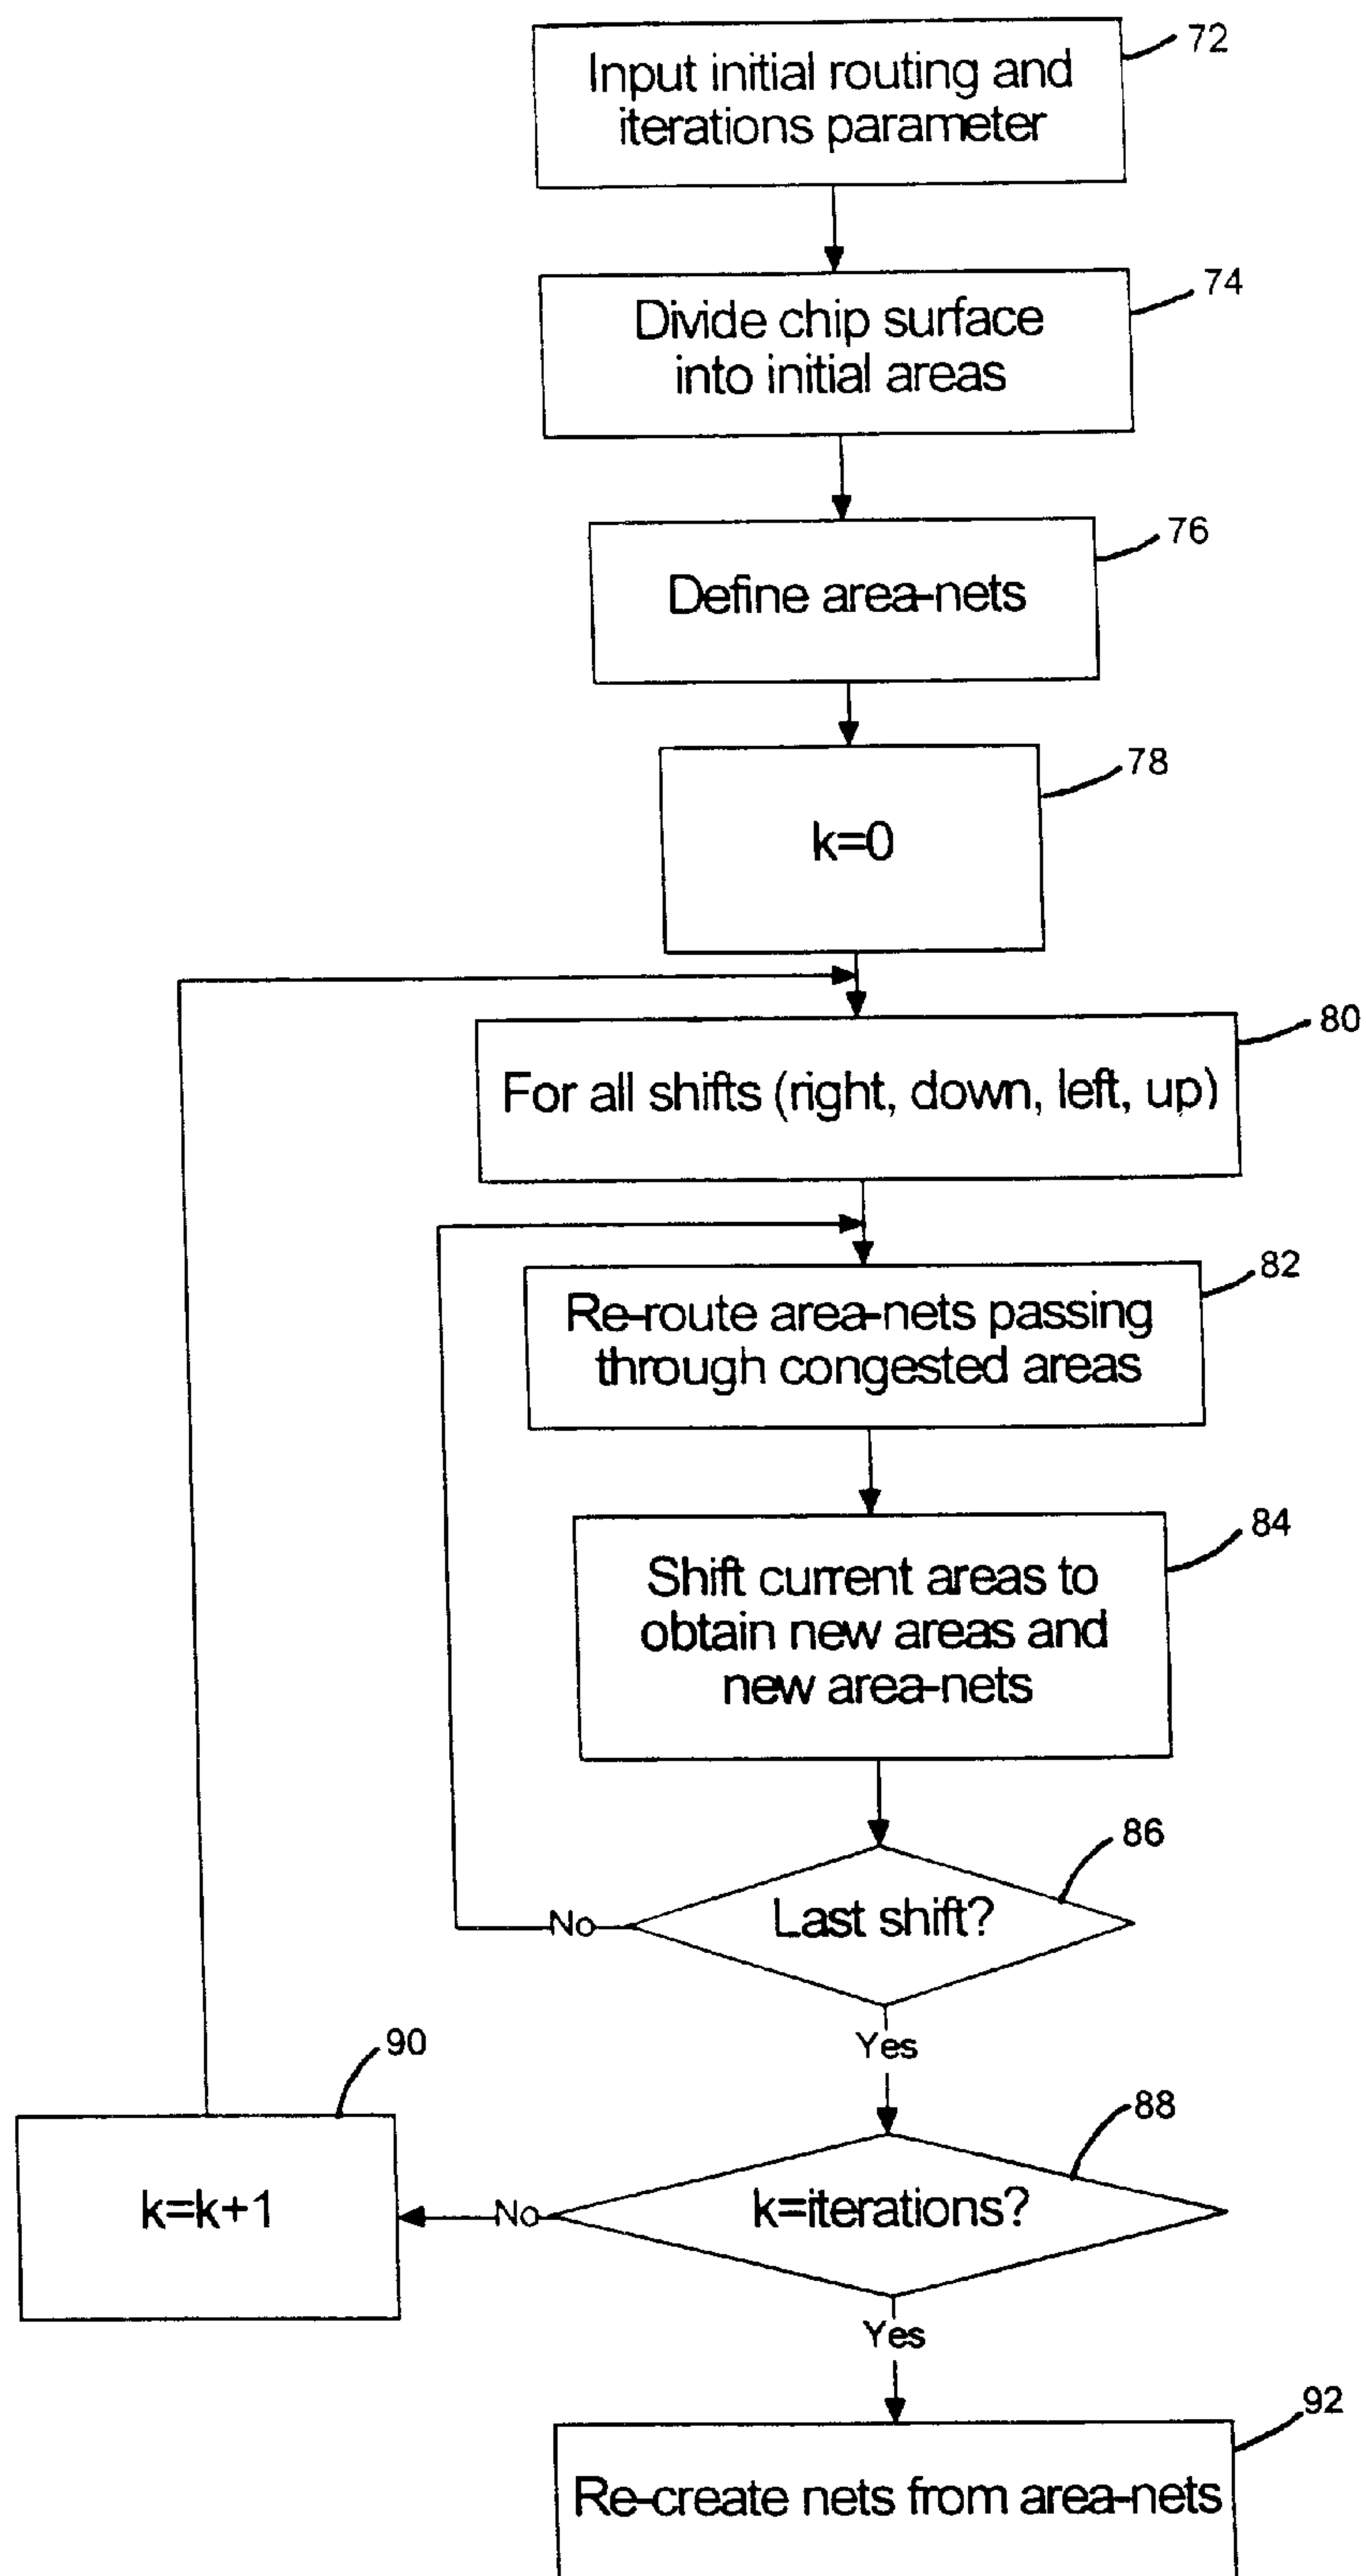 72
Input initial routing and
iterations parameter
74
Divide chip surface
into initial areas
76
Define area-nets
78
k=0
80
For all shifts (right, down, left, up)
82
Re-route area-nets passing
through congested areas
84
Shift current areas to
obtain new areas and
new area-nets
86
Last shift?
No
Yes
90
88
k=k+1
No
k=iterations?
Yes
92
Re-create nets from area-nets